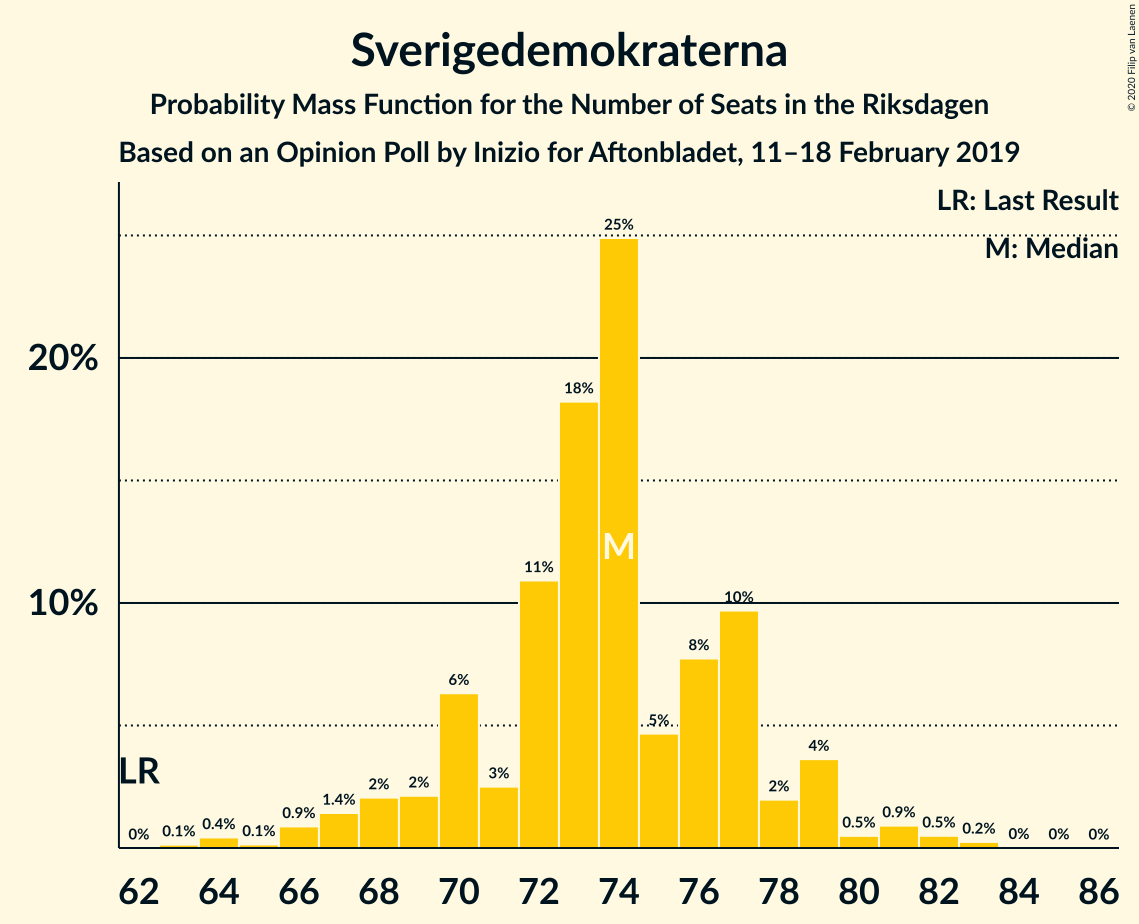 Sverigedemokraterna
Probability Mass Function for the Number of Seats in the Riksdagen
Based on an Opinion Poll by Inizio for Aftonbladet, 11–18 February 2019
© 2020 Filip van Laenen
LR: Last Result
M: Median
20%
10%
LR
M
0% 0.1% 0.4% 0.1% 0.9% 1.4% 2% 2% 6% 3% 11% 18% 25% 5% 8% 10% 2% 4% 0.5% 0.9% 0.5% 0.2% 0% 0% 0%
62 64 66 68 70 72 74 76 78 80 82 84 86